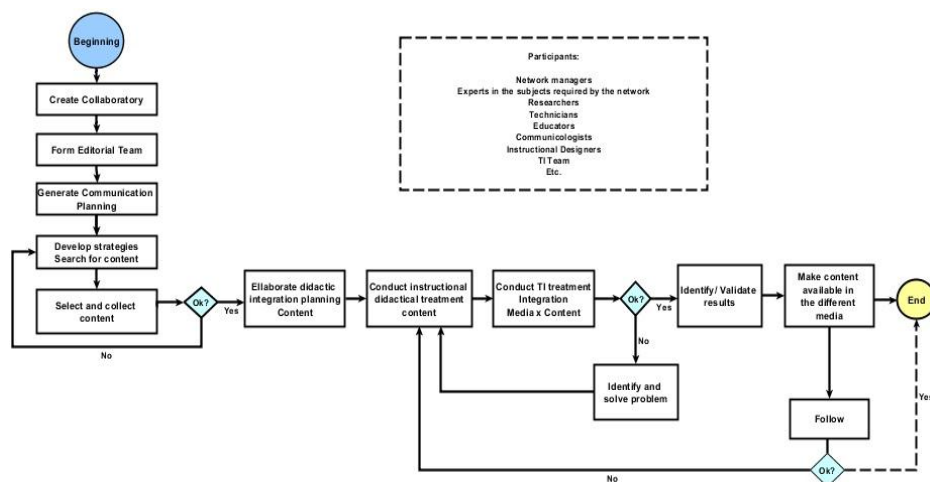 Beginning
Create Collaboratory
Form Editorial Team
Generate Communication
Planning
Develop strategies
Search for content
Select and collect
content
Ok?
Yes
No
Participants:
Network managers
Experts in the subjects required by the network
Researchers
Technicians
Educators
Communicologists
Instructional Designers
TI Team
Etc.
Ellaborate didactic
integration planning
Content
Conduct instructional
didactical treatment
content
Conduct TI treatment
Integration
Media x Content
Ok?
Yes
No
Identify and
solve problem
Identify/ Validate
results
Make content
available in
the different
media
End
Follow
Ok?
No
Yes